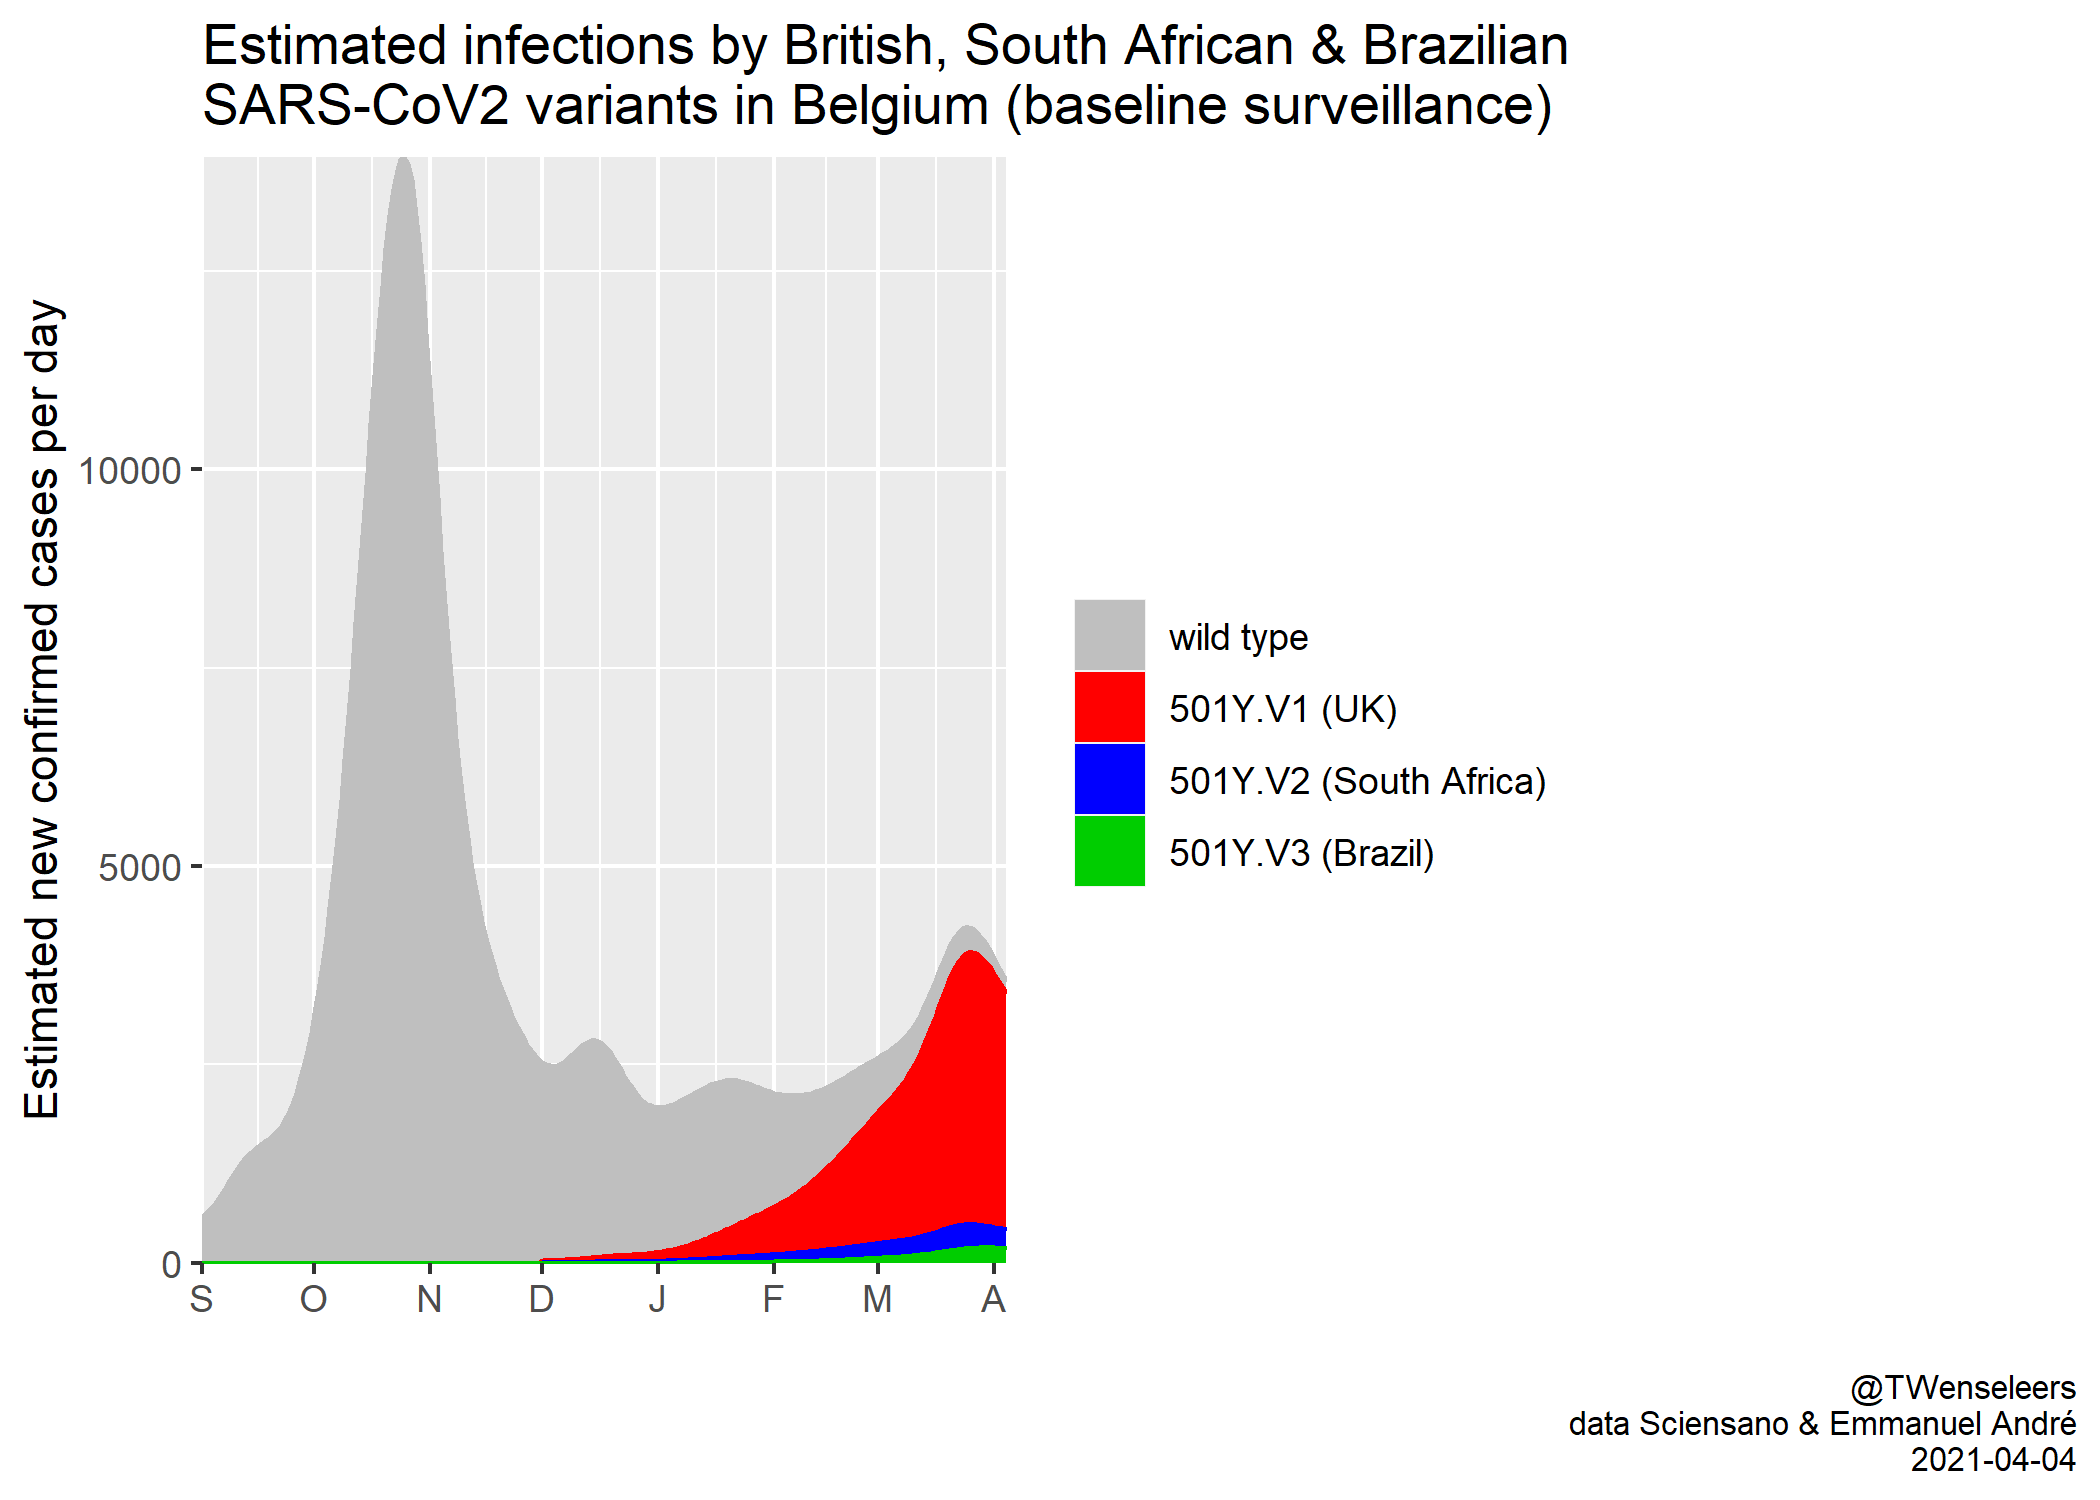 Estimated infections by British, South African & Brazilian
SARS-CoV2 variants in Belgium (baseline surveillance)
Estimated new confirmed cases per day
10000
5000
0
S O N D J F M A
wild type
501Y.V1 (UK)
501Y.V2 (South Africa)
501Y.V3 (Brazil)
@TWenseleers
data Sciensano & Emmanuel André
2021-04-04